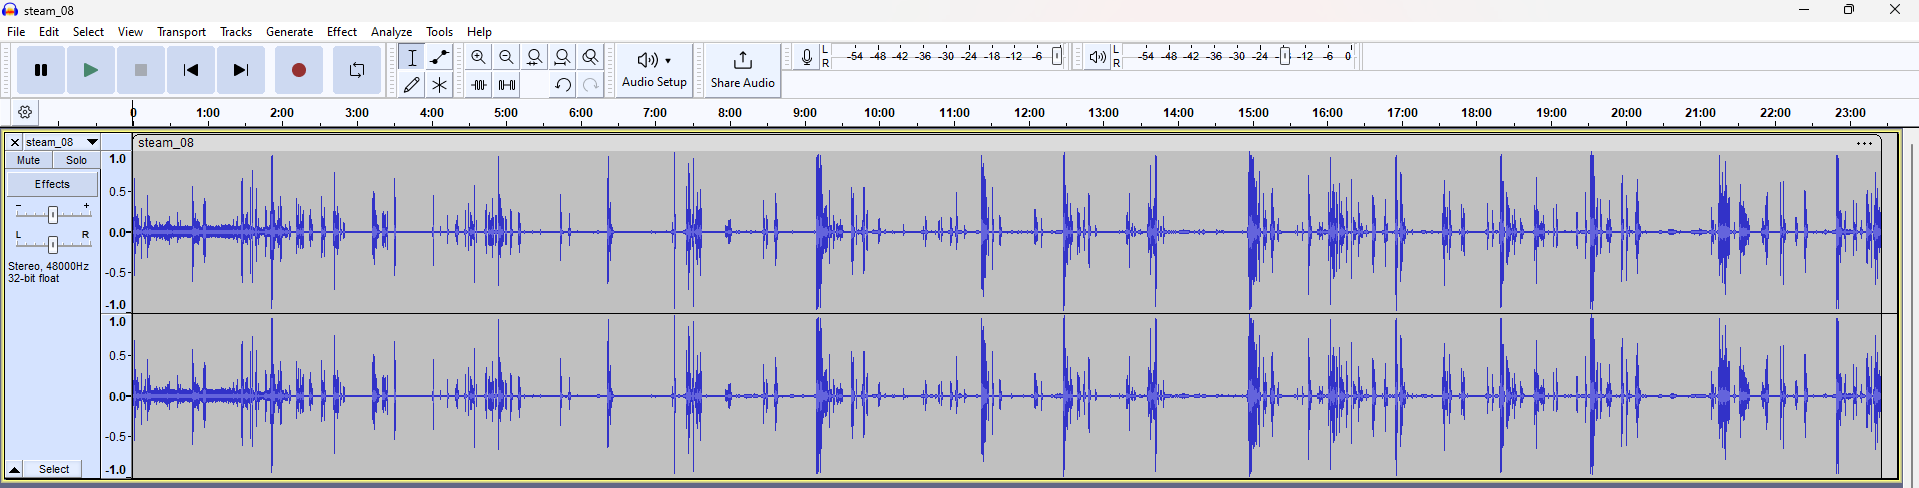 steam_08
File Edit Select View Transport Tracks Generate Effect Analyze Tools Help
Audio Setup
Share Audio
L
R
-54 -48 -42 -36 -30 -24 -18 -12 -6
L
R
-54 -48 -42 -36 -30 -24 -12 -6 0
0 1:00 2:00 3:00 4:00 5:00 6:00 7:00 8:00 9:00 10:00 11:00 12:00 13:00 14:00 15:00 16:00 17:00 18:00 19:00 20:00 21:00 22:00 23:00
steam_08
steam_08
Mute Solo
Effects
- +
L R
Stereo, 48000Hz
32-bit float
Select
1.0
0.5
0.0
-0.5
-1.0
1.0
0.5
0.0
-0.5
-1.0